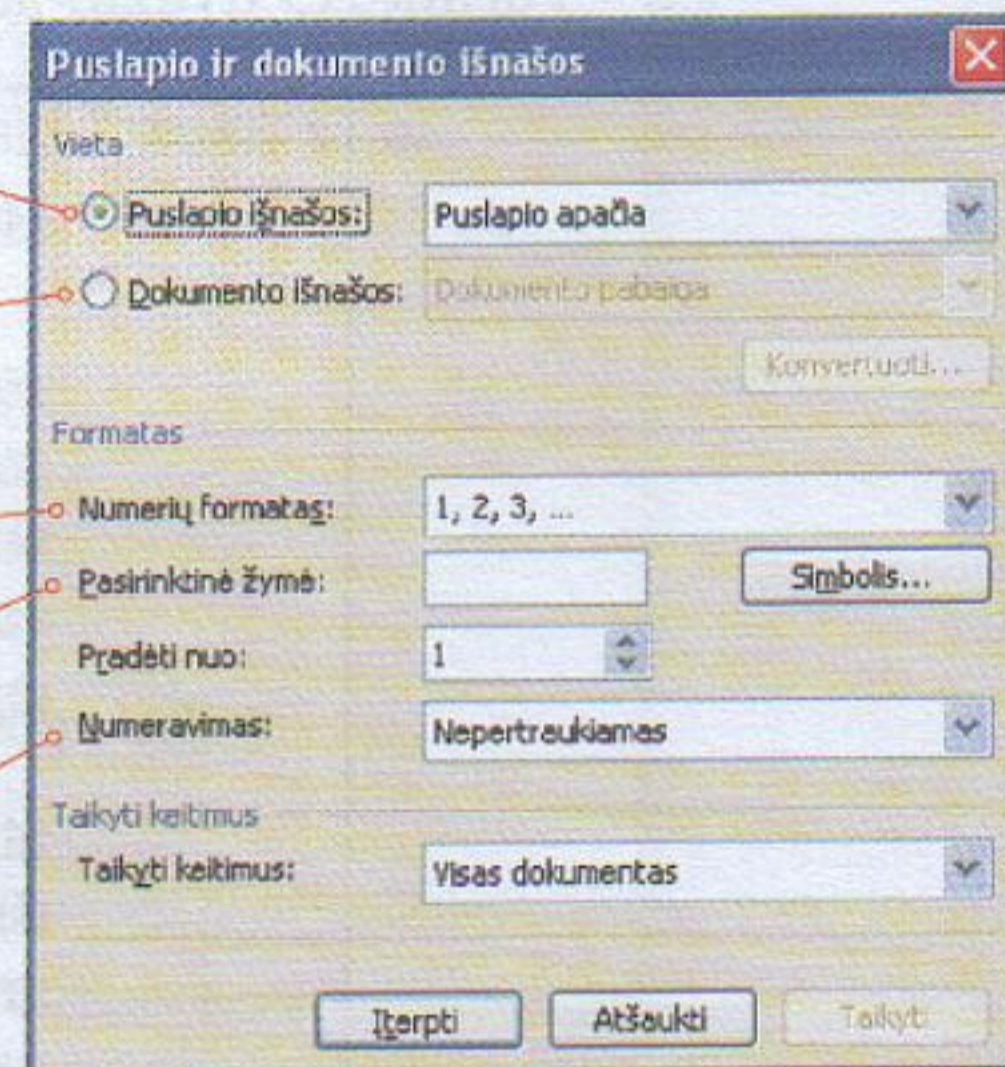 Puslapio ir dokumento išnašos
Vieta
Puslapio išnašos: Puslapio apačia
Dokumento išnašos: Dokumento pabaiga
Konvertuoti...
Formatas
Numerių formatas: 1, 2, 3, ...
Pasirinktinė žymė: Simbolis...
Pradėti nuo: 1
Numeravimas: Nepertraukiamas
Taikyti keitimus
Taikyti keitimus: Visas dokumentas
Įterpti Atšaukti Taikyti